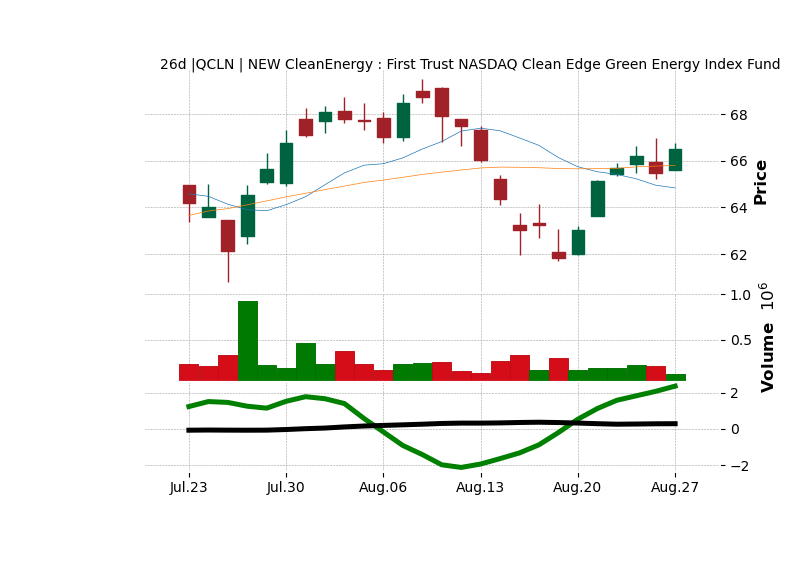 26d |QCLN | NEW CleanEnergy : First Trust NASDAQ Clean Edge Green Energy Index Fund
68
66
64
62
Price
1.0
0.5
Volume 10^6
2
0
−2
Jul.23 Jul.30 Aug.06 Aug.13 Aug.20 Aug.27